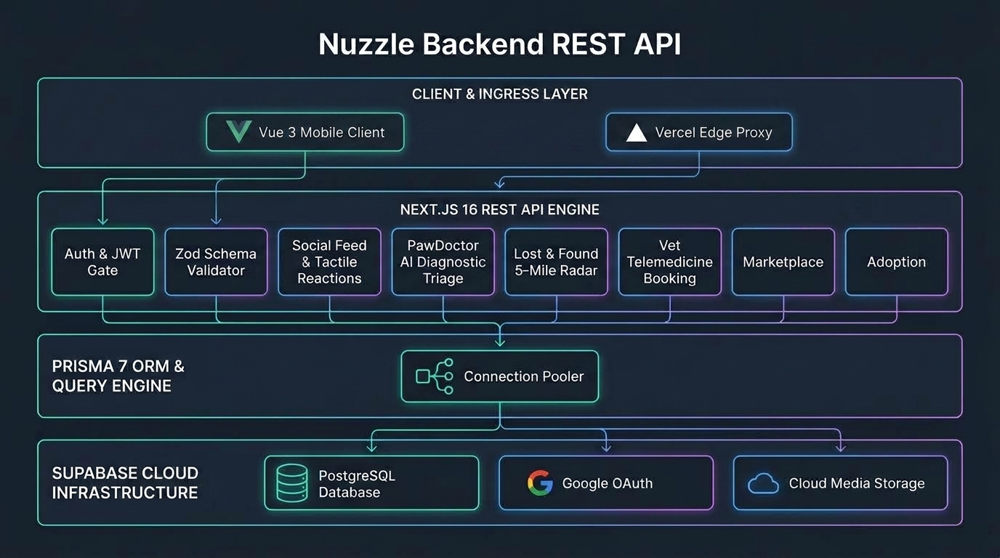 Nuzzle Backend REST API
CLIENT & INGRESS LAYER
Vue 3 Mobile Client
Vercel Edge Proxy
NEXT.JS 16 REST API ENGINE
Auth & JWT
Gate
Zod Schema
Validator
Social Feed
& Tactile
Reactions
PawDoctor
AI Diagnostic
Triage
Lost & Found
5–Mile Radar
Vet
Telemedicine
Booking
Marketplace
Adoption
PRISMA 7 ORM &
QUERY ENGINE
Connection Pooler
SUPABASE CLOUD
INFRASTRUCTURE
PostgreSQL
Database
Google OAuth
Cloud Media Storage